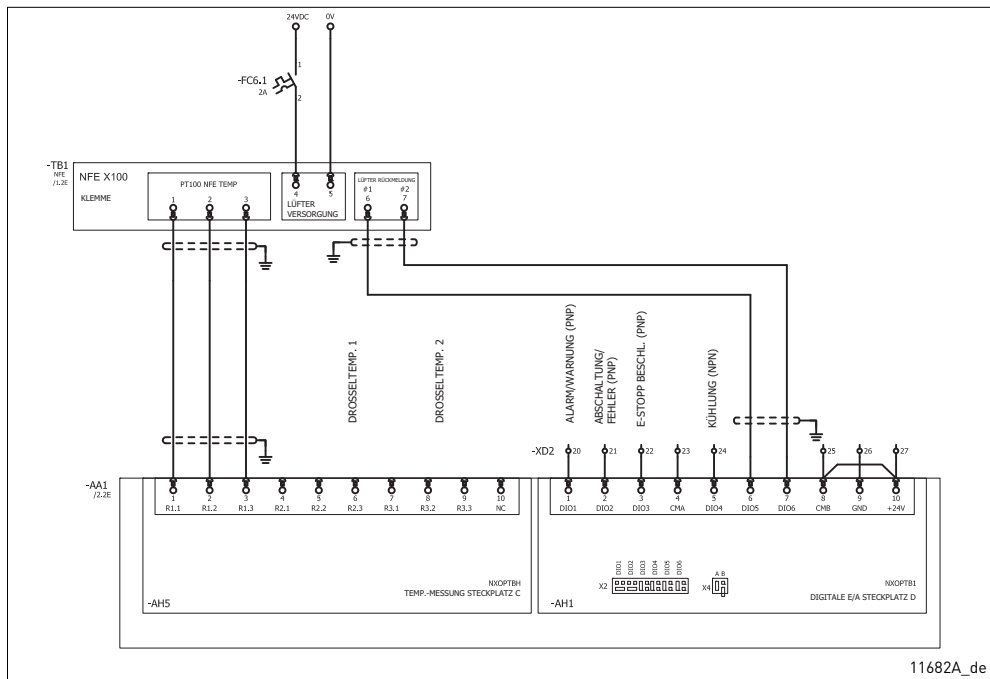 24VDC 0V
1
-FC6.1
2A
2
-TB1
NFE
/1.2E
NFE X100
KLEMME
PT100 NFE TEMP
1 2 3
4 5
LÜFTER
VERSORGUNG
LÜFTER RÜCKMELDUNG
#1 #2
6 7
DROSSELTEMP. 1
DROSSELTEMP. 2
ALARM/WARNUNG (PNP)
ABSCHALTUNG/
FEHLER (PNP)
E-STOPP BESCHL. (PNP)
KÜHLUNG (NPN)
-XD2 20 21 22 23 24 25 26 27
-AA1
/2.2E
1 2 3 4 5 6 7 8 9 10
R1.1 R1.2 R1.3 R2.1 R2.2 R2.3 R3.1 R3.2 R3.3 NC
1 2 3 4 5 6 7 8 9 10
DIO1 DIO2 DIO3 CMA DIO4 DIO5 DIO6 CMB GND +24V
NXOPTBH
TEMP.-MESSUNG STECKPLATZ C
-AH5
DIO1 DIO2 DIO3 DIO4 DIO5 DIO6
X2
A B
X4
NXOPTB1
DIGITALE E/A STECKPLATZ D
-AH1
11682A_de